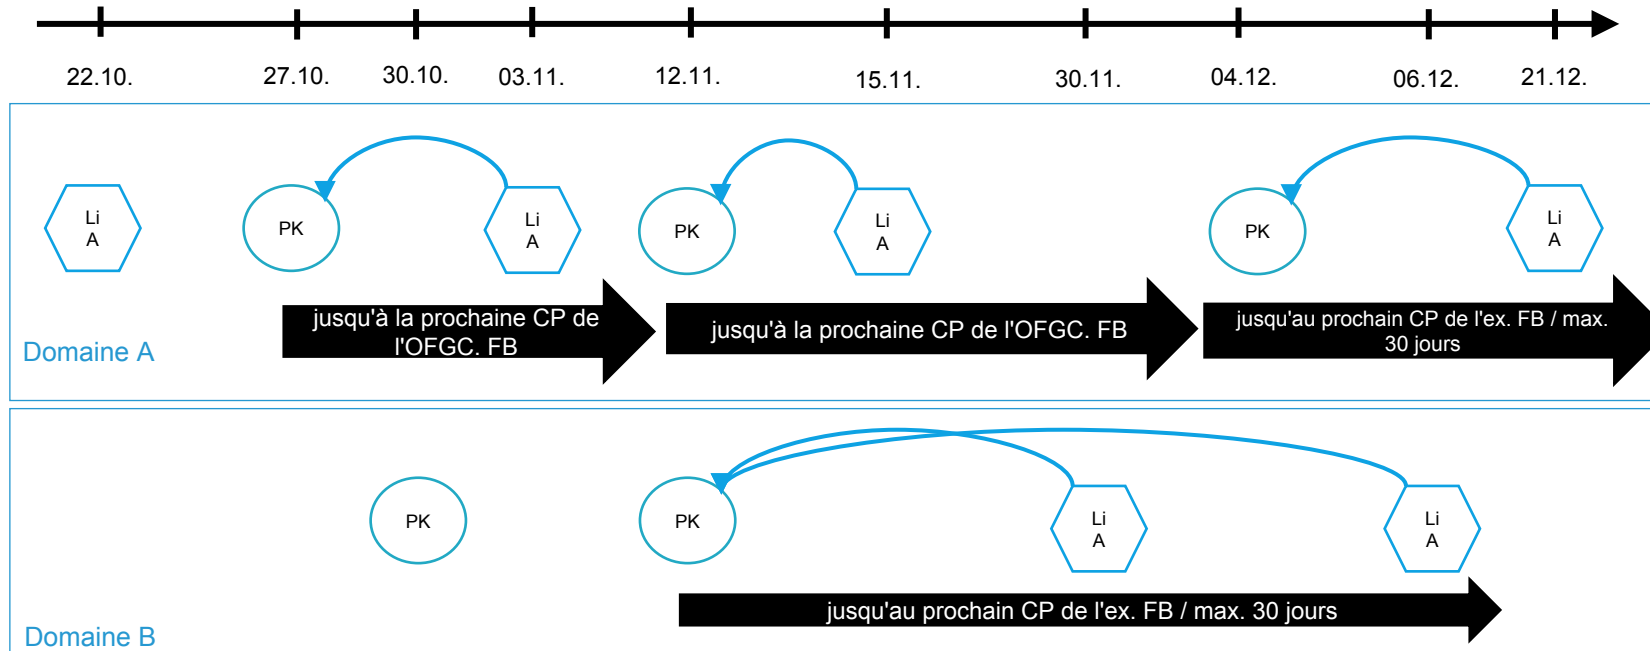 22.10.
27.10.
30.10.
03.11.
12.11.
15.11.
30.11.
04.12.
06.12.
21.12.
Li
A
PK
Li
A
PK
Li
A
PK
Li
A
jusqu'à la prochaine CP de
l'OFGC. FB
jusqu'à la prochaine CP de l'OFGC. FB
jusqu'au prochain CP de l'ex. FB / max.
30 jours
Domaine A
PK
PK
Li
A
Li
A
jusqu'au prochain CP de l'ex. FB / max. 30 jours
Domaine B